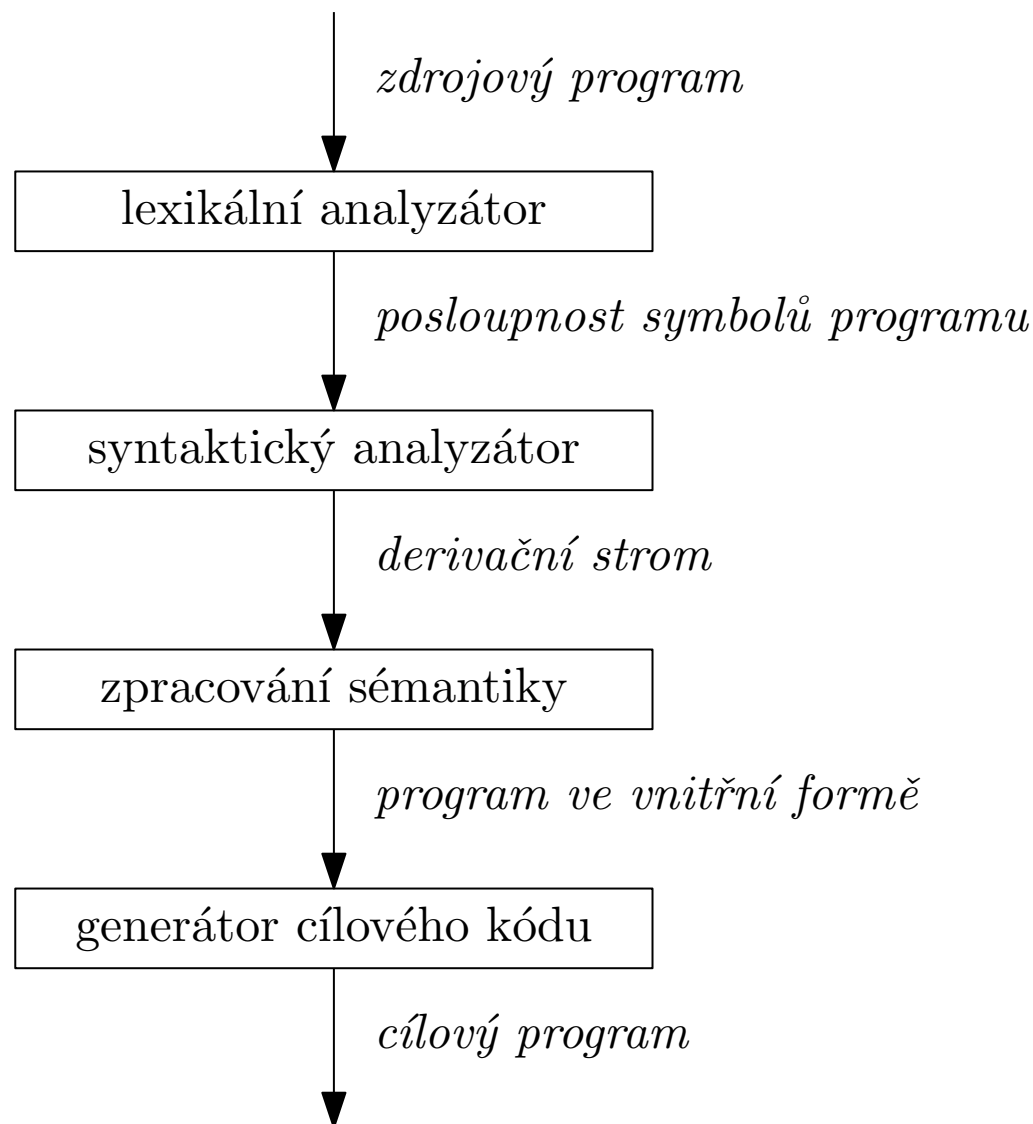 zdrojový program
lexikální analyzátor
posloupnost symbolů programu
syntaktický analyzátor
derivační strom
zpracování sémantiky
program ve vnitřní formě
generátor cílového kódu
cílový program